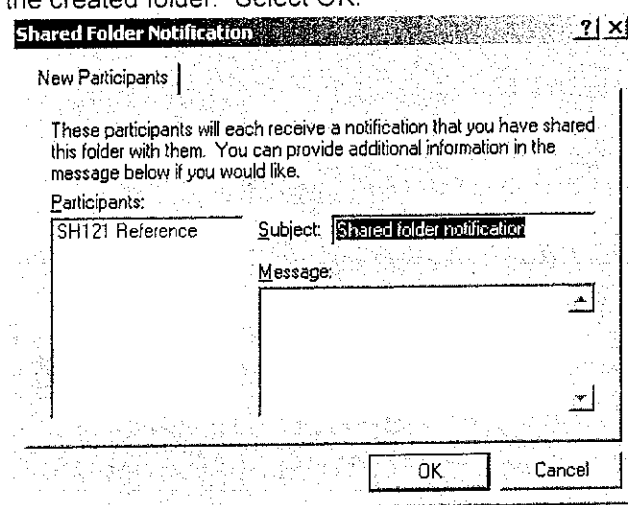 the created folder. Select OK.
Shared Folder Notification ? X
New Participants
These participants will each receive a notification that you have shared
this folder with them. You can provide additional information in the
message below if you would like.
Participants:
SH121 Reference
Subject: Shared folder notification
Message:
OK Cancel